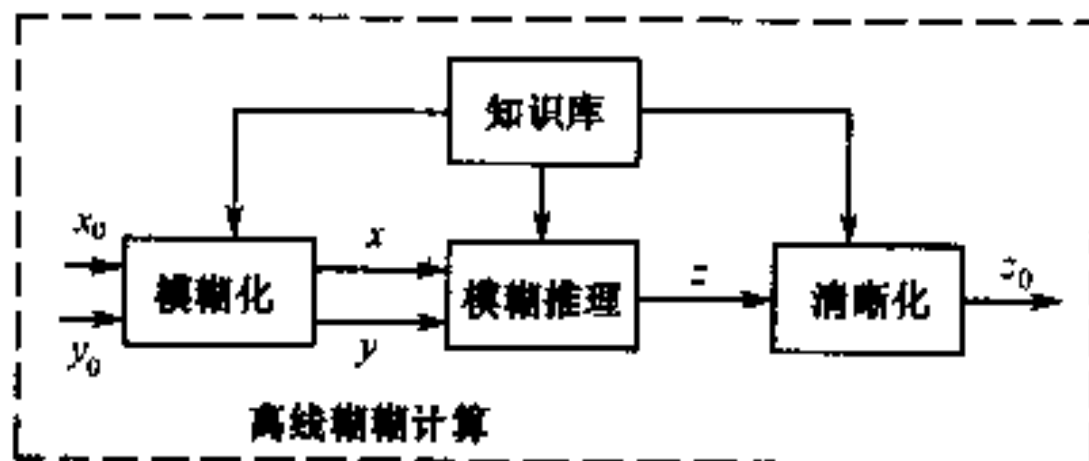 知识库
x₀ x z z₀
模糊化 模糊推理 清晰化
y₀ y
离线糊糊计算